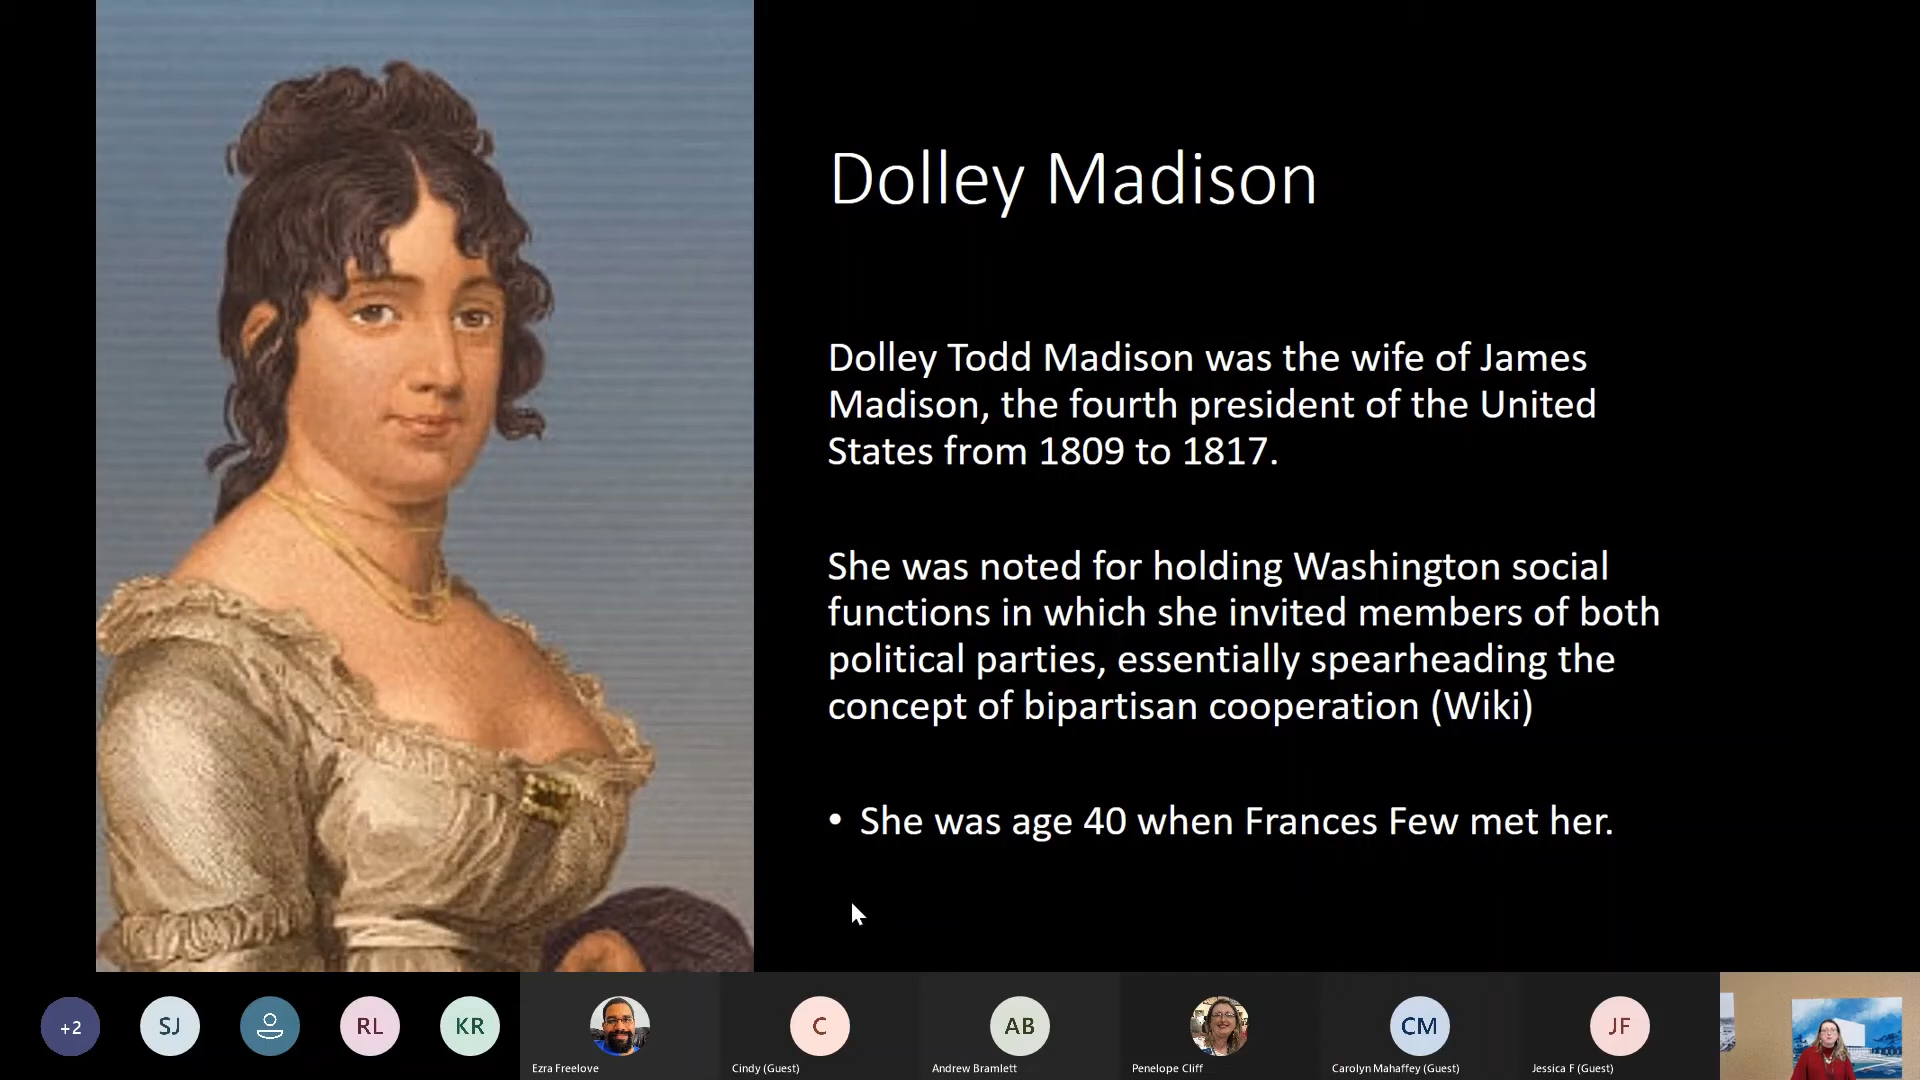 Dolley Madison
Dolley Todd Madison was the wife of James
Madison, the fourth president of the United
States from 1809 to 1817.
She was noted for holding Washington social
functions in which she invited members of both
political parties, essentially spearheading the
concept of bipartisan cooperation (Wiki)
• She was age 40 when Frances Few met her.
+2
SJ
RL
KR
Ezra Freelove
C
Cindy (Guest)
AB
Andrew Bramlett
Penelope Cliff
CM
Carolyn Mahaffey (Guest)
JF
Jessica F (Guest)